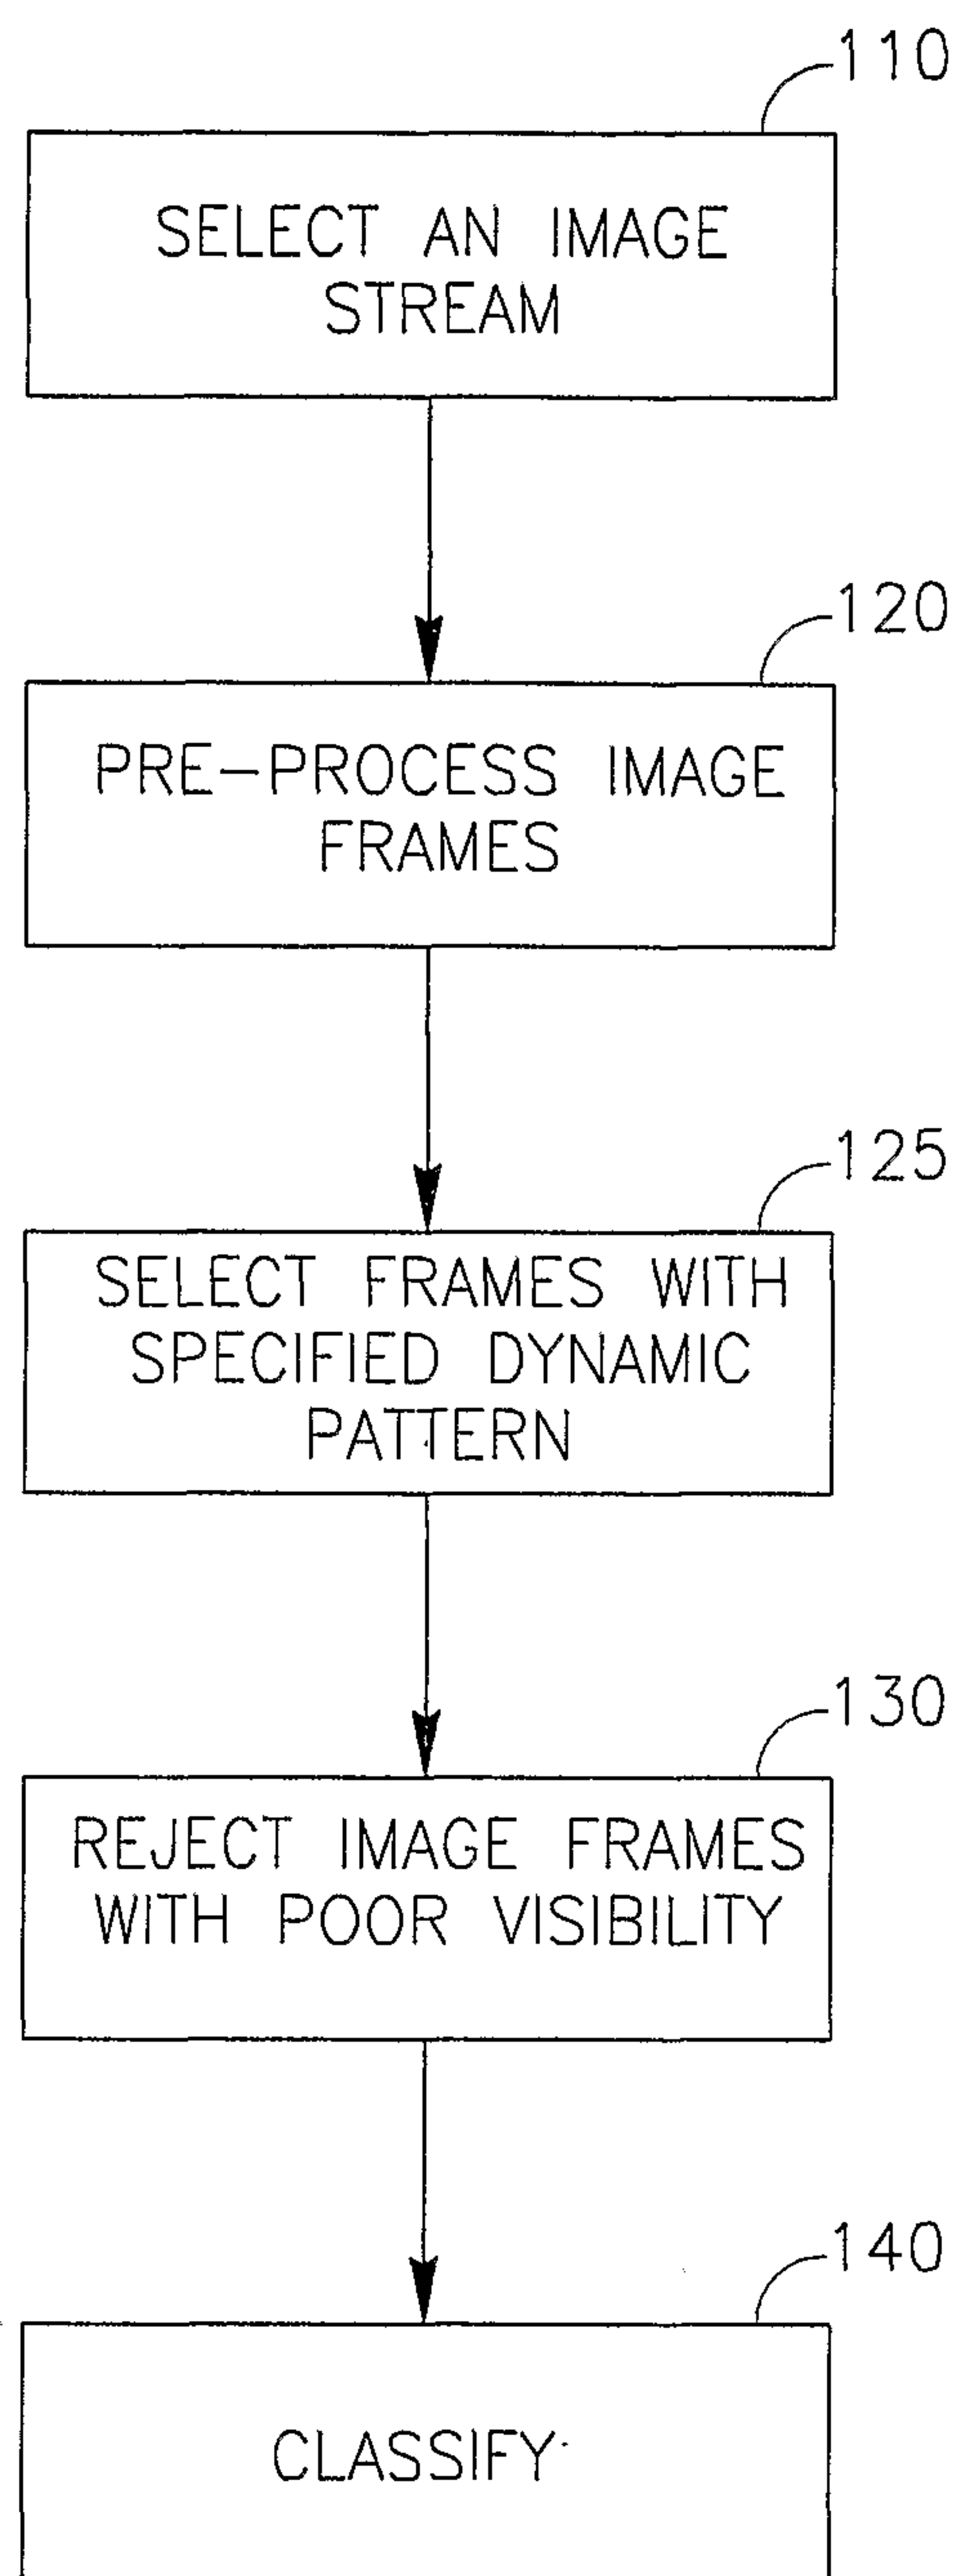 110
SELECT AN IMAGE
STREAM
120
PRE-PROCESS IMAGE
FRAMES
125
SELECT FRAMES WITH
SPECIFIED DYNAMIC
PATTERN
130
REJECT IMAGE FRAMES
WITH POOR VISIBILITY
140
CLASSIFY